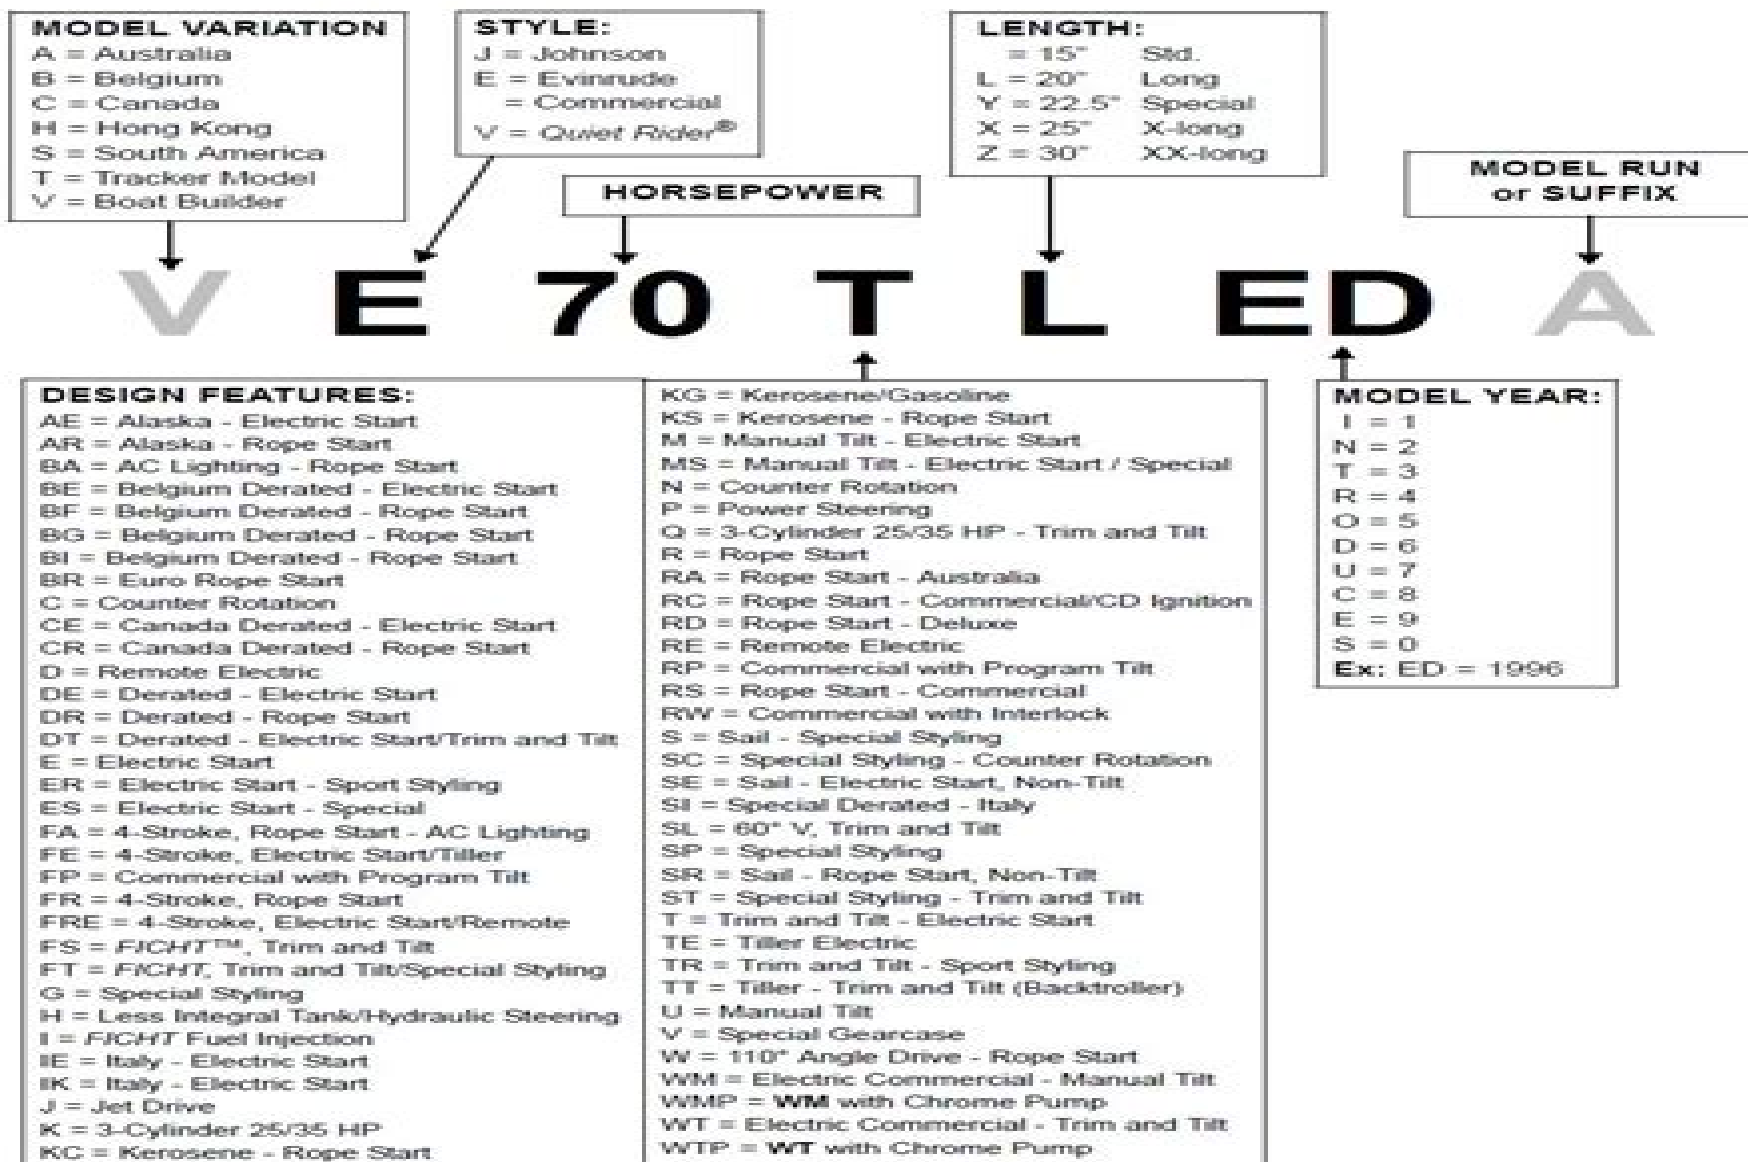 MODEL VARIATION
A = Australia
B = Belgium
C = Canada
H = Hong Kong
S = South America
T = Tracker Model
V = Boat Builder
STYLE:
J = Johnson
E = Evinrude
= Commercial
V = Quiet Rider®
HORSEPOWER
LENGTH:
= 15" Std.
L = 20" Long
Y = 22.5" Special
X = 25" X-long
Z = 30" XX-long
MODEL RUN
or SUFFIX
V E 70 T L ED A
DESIGN FEATURES:
AE = Alaska - Electric Start
AR = Alaska - Rope Start
BA = AC Lighting - Rope Start
BE = Belgium Derated - Electric Start
BF = Belgium Derated - Rope Start
BG = Belgium Derated - Rope Start
BI = Belgium Derated - Rope Start
BR = Euro Rope Start
C = Counter Rotation
CE = Canada Derated - Electric Start
CR = Canada Derated - Rope Start
D = Remote Electric
DE = Derated - Electric Start
DR = Derated - Rope Start
DT = Derated - Electric Start/Trim and Tilt
E = Electric Start
ER = Electric Start - Sport Styling
ES = Electric Start - Special
FA = 4-Stroke, Rope Start - AC Lighting
FE = 4-Stroke, Electric Start/Tiller
FP = Commercial with Program Tilt
FR = 4-Stroke, Rope Start
FRE = 4-Stroke, Electric Start/Remote
FS = FICHT™, Trim and Tilt
FT = FICHT, Trim and Tilt/Special Styling
G = Special Styling
H = Less Integral Tank/Hydraulic Steering
I = FICHT Fuel Injection
IE = Italy - Electric Start
IK = Italy - Electric Start
J = Jet Drive
K = 3-Cylinder 25/35 HP
KC = Kerosene - Rope Start
KG = Kerosene/Gasoline
KS = Kerosene - Rope Start
M = Manual Tilt - Electric Start
MS = Manual Tilt - Electric Start / Special
N = Counter Rotation
P = Power Steering
Q = 3-Cylinder 25/35 HP - Trim and Tilt
R = Rope Start
RA = Rope Start - Australia
RC = Rope Start - Commercial/CD Ignition
RD = Rope Start - Deluxe
RE = Remote Electric
RP = Commercial with Program Tilt
RS = Rope Start - Commercial
RW = Commercial with Interlock
S = Sail - Special Styling
SC = Special Styling - Counter Rotation
SE = Sail - Electric Start, Non-Tilt
SI = Special Derated - Italy
SL = 60° V, Trim and Tilt
SP = Special Styling
SR = Sail - Rope Start, Non-Tilt
ST = Special Styling - Trim and Tilt
T = Trim and Tilt - Electric Start
TE = Tiller Electric
TR = Trim and Tilt - Sport Styling
TT = Tiller - Trim and Tilt (Backtroller)
U = Manual Tilt
V = Special Gearcase
W = 110° Angle Drive - Rope Start
WM = Electric Commercial - Manual Tilt
WMP = WM with Chrome Pump
WT = Electric Commercial - Trim and Tilt
WTP = WT with Chrome Pump
MODEL YEAR:
I = 1
N = 2
T = 3
R = 4
O = 5
D = 6
U = 7
C = 8
E = 9
S = 0
Ex: ED = 1996